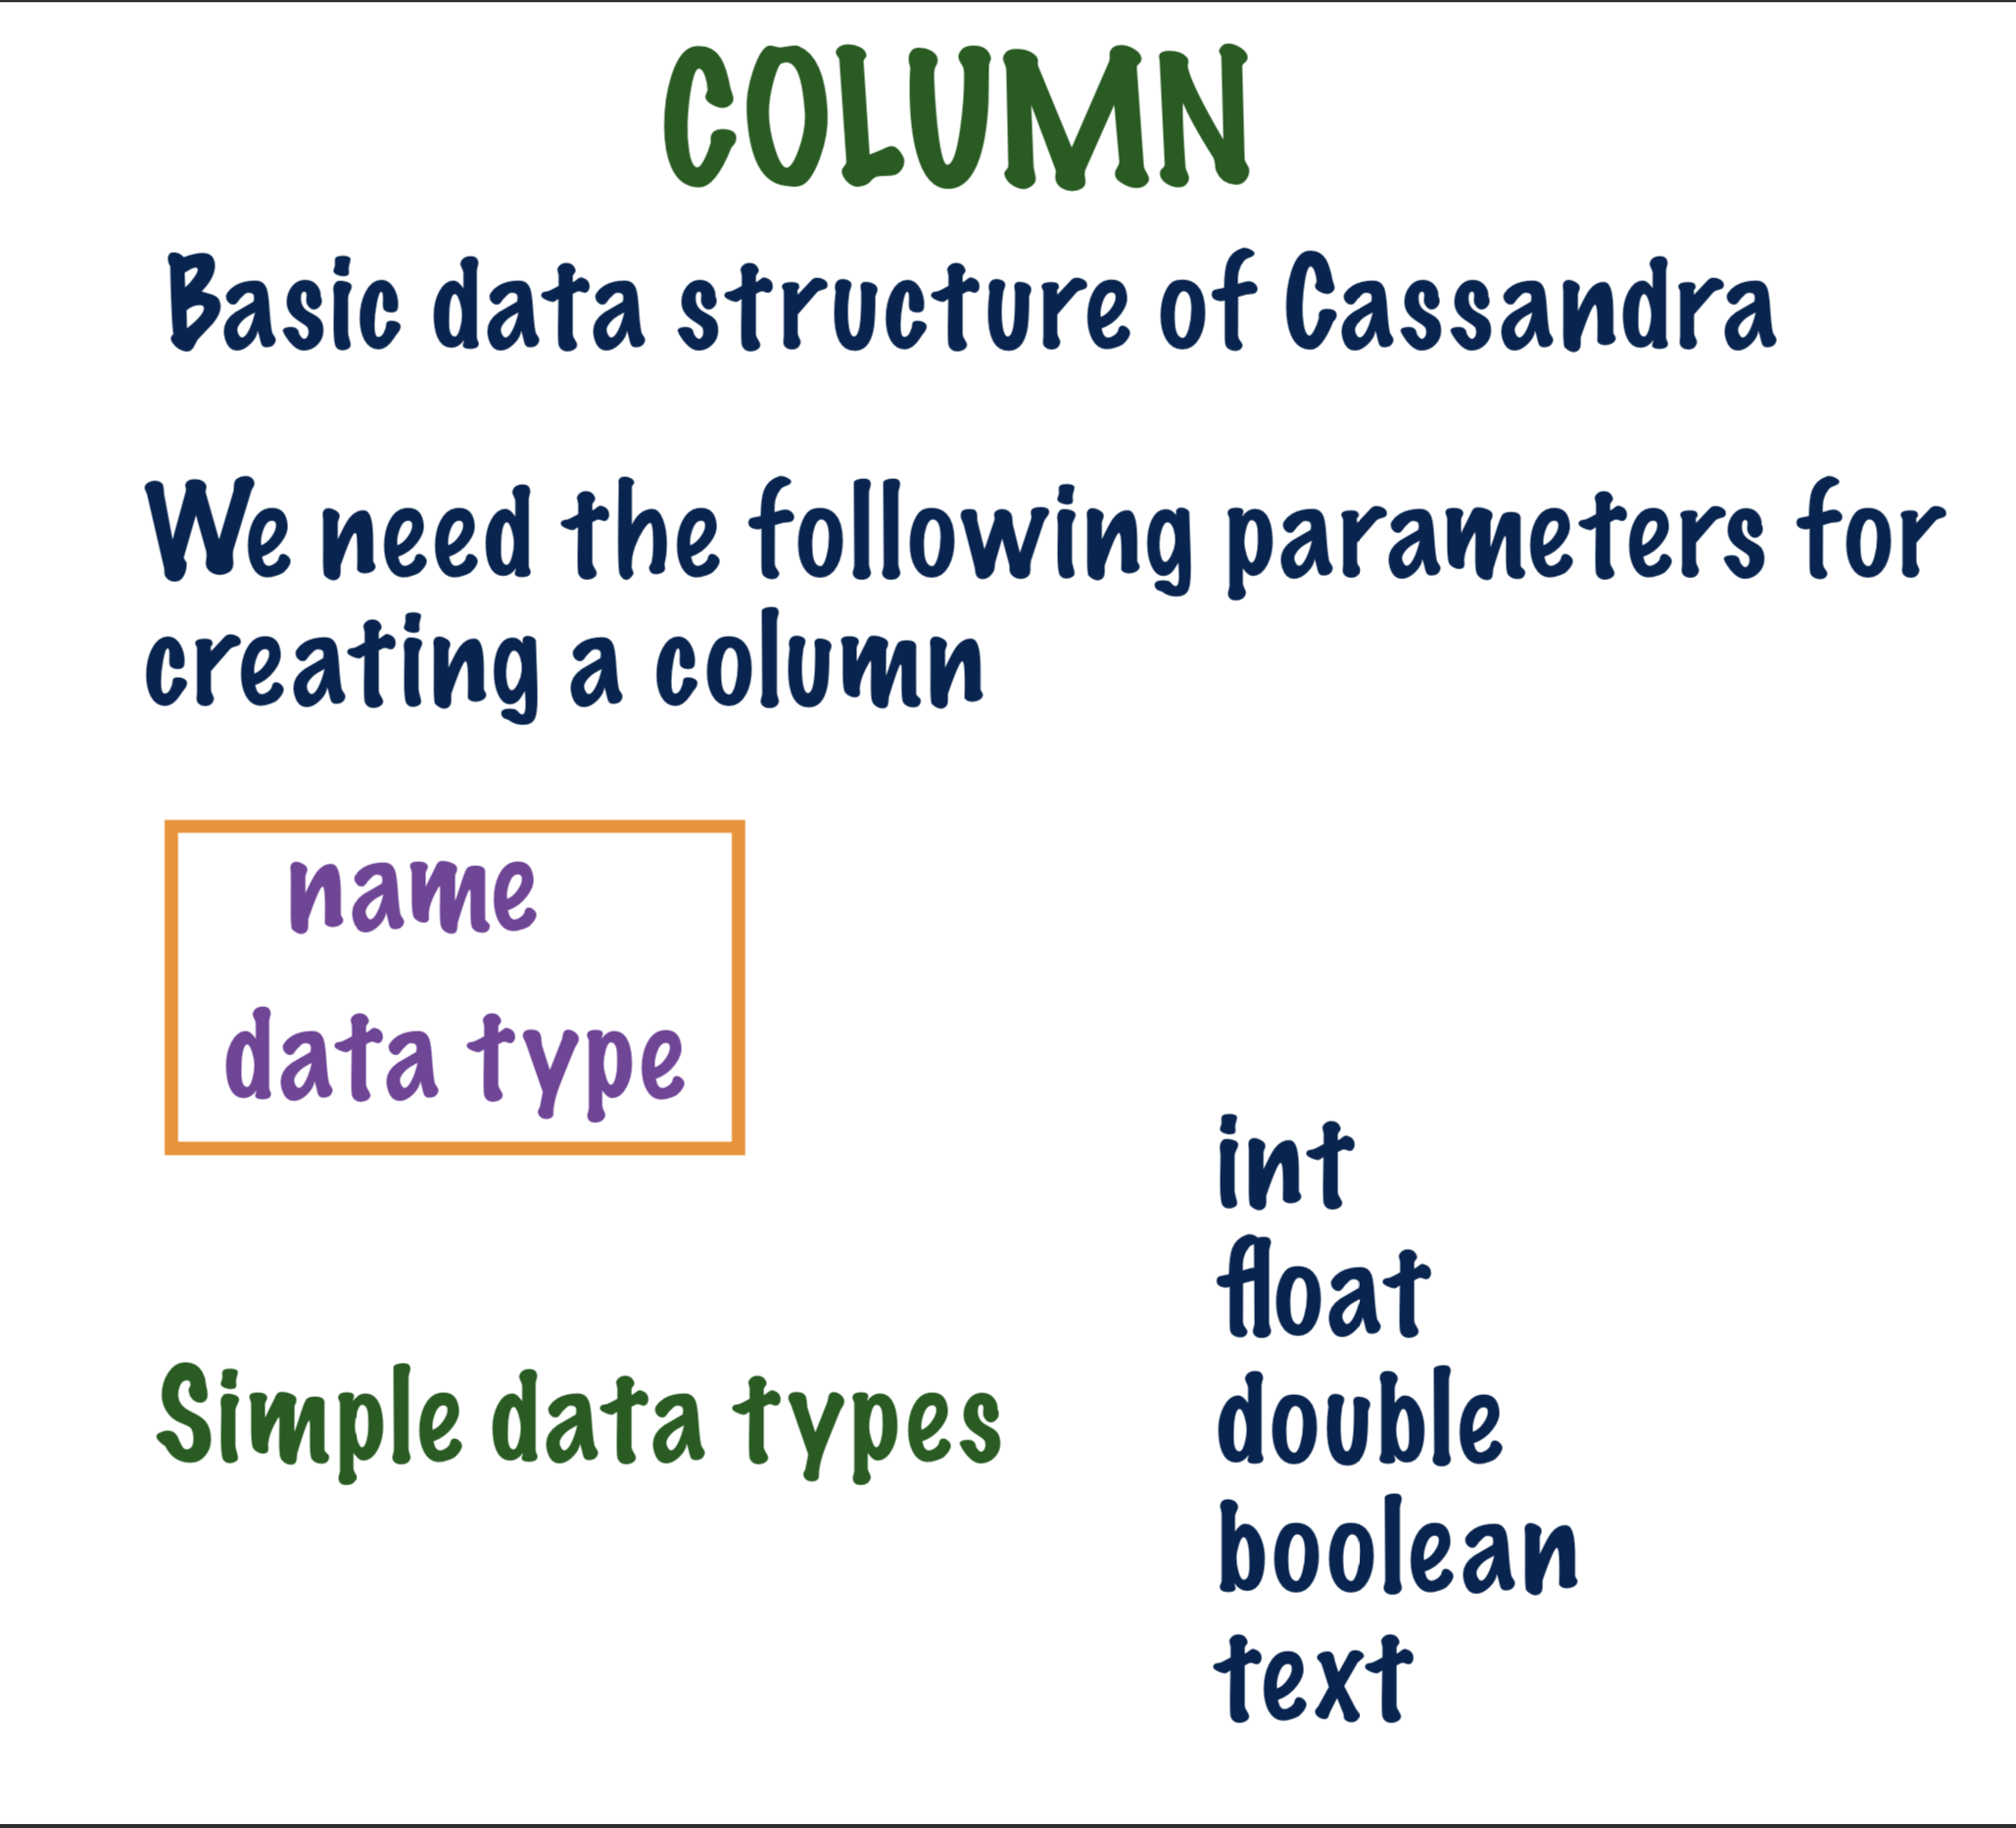 COLUMN
Basic data structure of Cassandra
We need the following parameters for
creating a column
name
data type
Simple data types
int
float
double
boolean
text